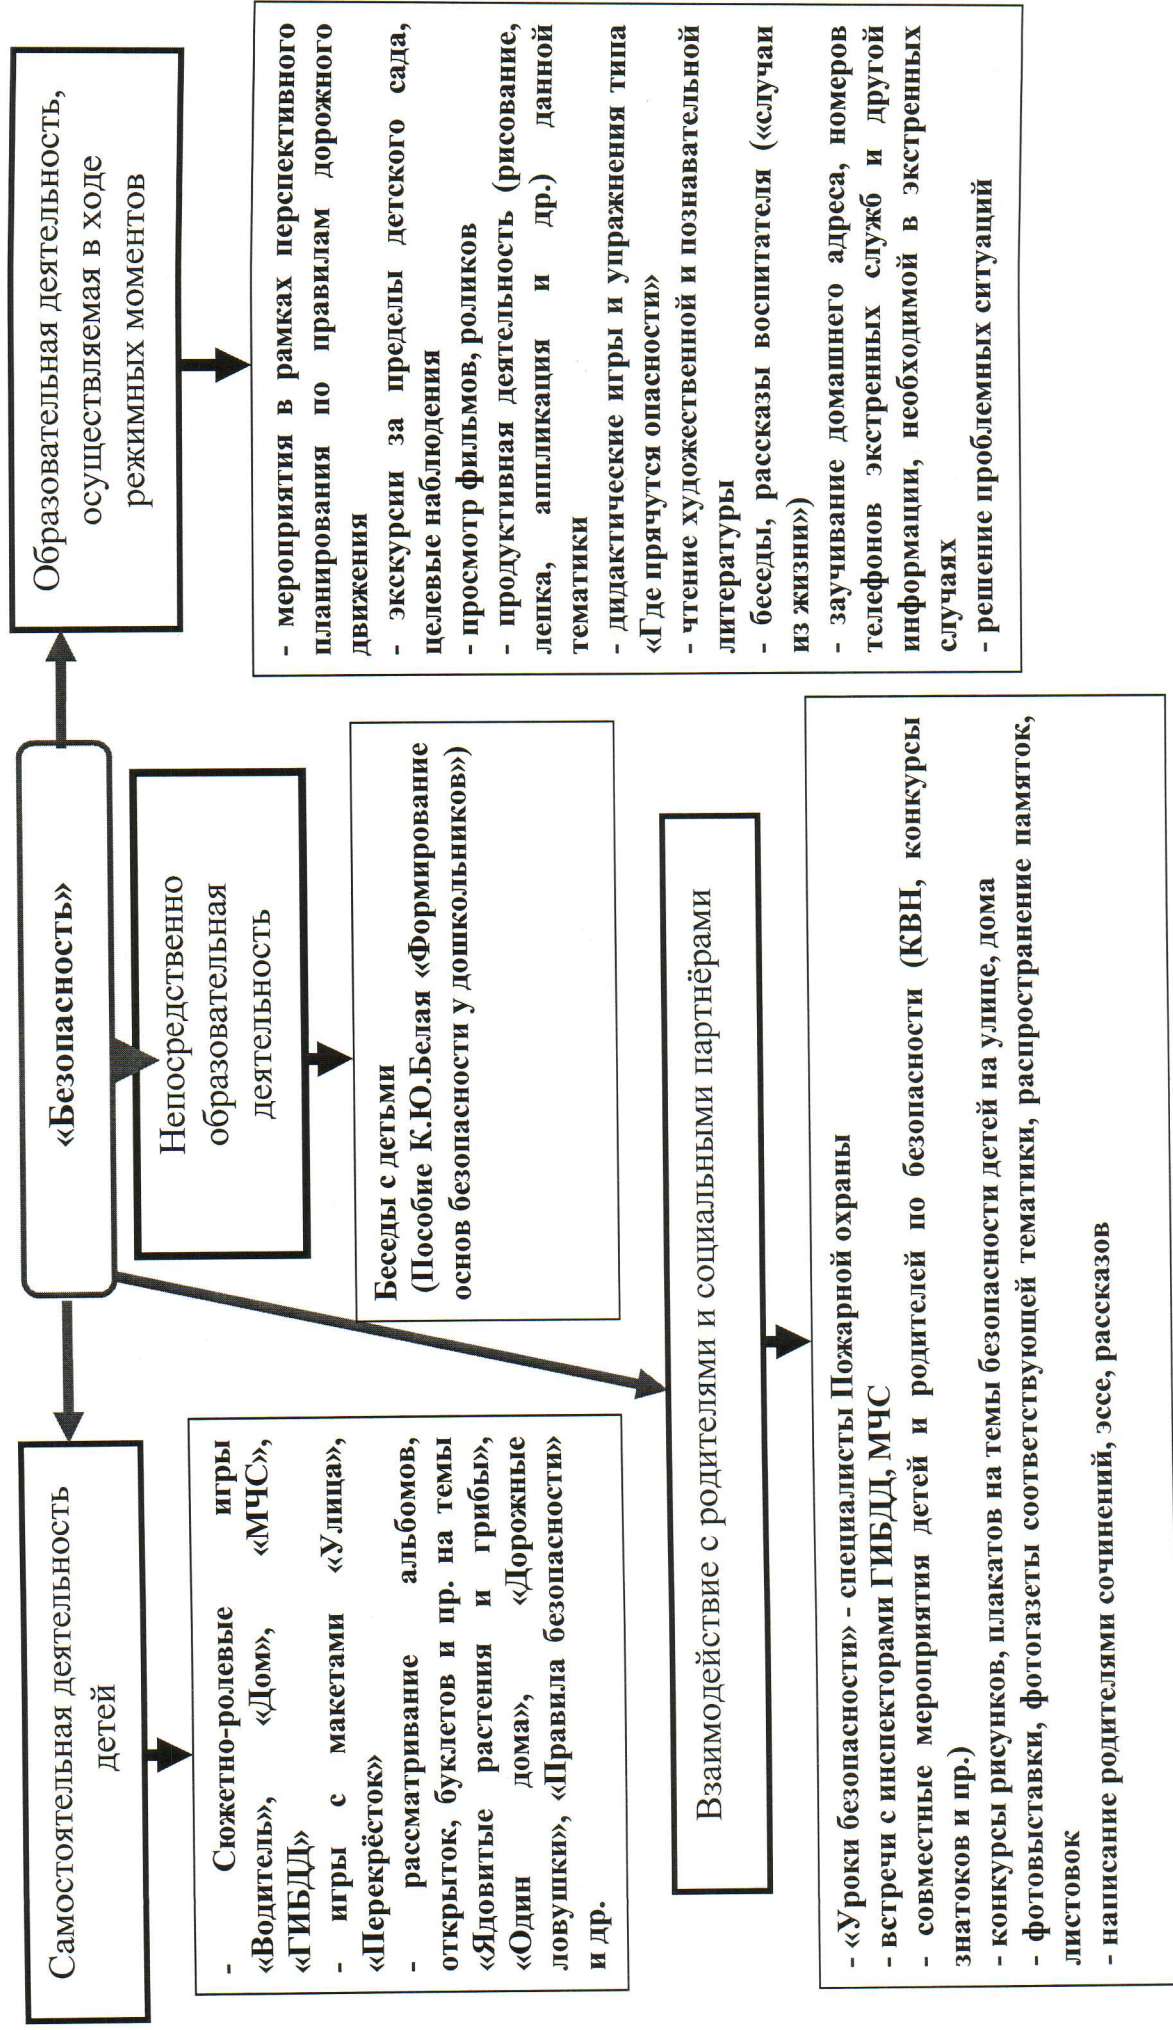 «Безопасность»
Самостоятельная деятельность
детей
- Сюжетно-ролевые игры
«Водитель», «Дом», «МЧС»,
«ГИБДД»
- игры с макетами «Улица»,
«Перекрёсток»
- рассматривание альбомов,
открыток, буклетов и пр. на темы
«Ядовитые растения и грибы»,
«Один дома», «Дорожные
ловушки», «Правила безопасности»
и др.
Непосредственно
образовательная
деятельность
Беседы с детьми
(Пособие К.Ю.Белая «Формирование
основ безопасности у дошкольников»)
Образовательная деятельность,
осуществляемая в ходе
режимных моментов
- мероприятия в рамках перспективного
планирования по правилам дорожного
движения
- экскурсии за пределы детского сада,
целевые наблюдения
- просмотр фильмов, роликов
- продуктивная деятельность (рисование,
лепка, аппликация и др.) данной
тематики
- дидактические игры и упражнения типа
«Где прячутся опасности»
- чтение художественной и познавательной
литературы
- беседы, рассказы воспитателя («случаи
из жизни»)
- заучивание домашнего адреса, номеров
телефонов экстренных служб и другой
информации, необходимой в экстренных
случаях
- решение проблемных ситуаций
Взаимодействие с родителями и социальными партнёрами
- «Уроки безопасности» - специалисты Пожарной охраны
- встречи с инспекторами ГИБДД, МЧС
- совместные мероприятия детей и родителей по безопасности (КВН, конкурсы
знатоков и пр.)
- конкурсы рисунков, плакатов на темы безопасности детей на улице, дома
- фотовыставки, фотогазеты соответствующей тематики, распространение памяток,
листовок
- написание родителями сочинений, эссе, рассказов